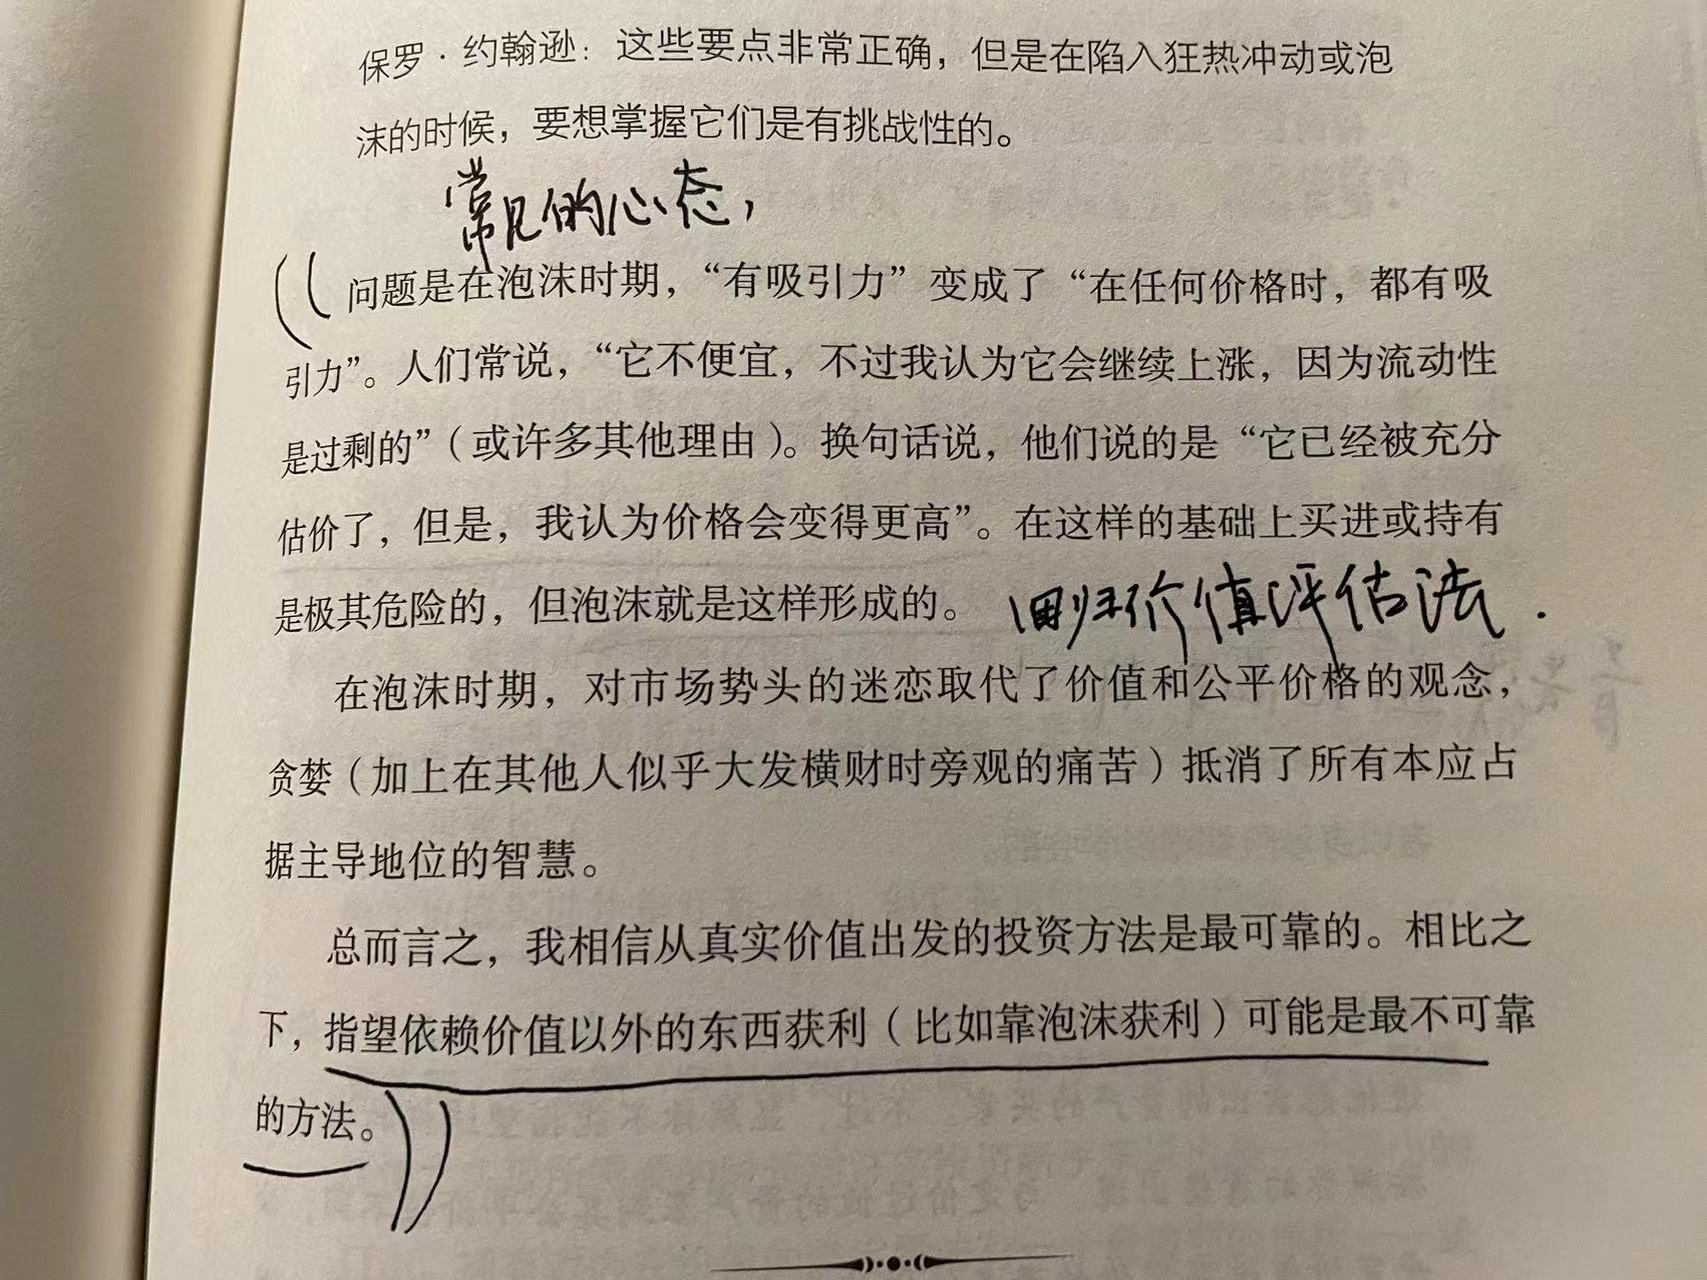 保罗·约翰逊：这些要点非常正确，但是在陷入狂热冲动或泡
沫的时候，要想掌握它们是有挑战性的。
常见的心态，
问题是在泡沫时期，“有吸引力”变成了“在任何价格时，都有吸
引力”。人们常说，“它不便宜，不过我认为它会继续上涨，因为流动性
是过剩的”（或许多其他理由）。换句话说，他们说的是“它已经被充分
估价了，但是，我认为价格会变得更高”。在这样的基础上买进或持有
是极其危险的，但泡沫就是这样形成的。
回归价值评估法.
在泡沫时期，对市场势头的迷恋取代了价值和公平价格的观念，
贪婪（加上在其他人似乎大发横财时旁观的痛苦）抵消了所有本应占
据主导地位的智慧。
总而言之，我相信从真实价值出发的投资方法是最可靠的。相比之
下，指望依赖价值以外的东西获利（比如靠泡沫获利）可能是最不可靠
的方法。